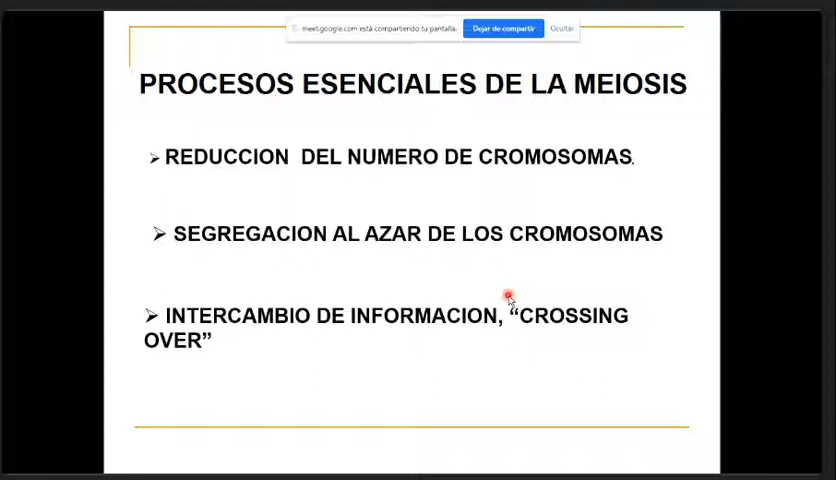 meet.google.com está compartiendo tu pantalla.
Dejar de compartir
Ocultar
PROCESOS ESENCIALES DE LA MEIOSIS
➢ REDUCCION DEL NUMERO DE CROMOSOMAS.
➢ SEGREGACION AL AZAR DE LOS CROMOSOMAS
➢ INTERCAMBIO DE INFORMACION, “CROSSING
OVER”